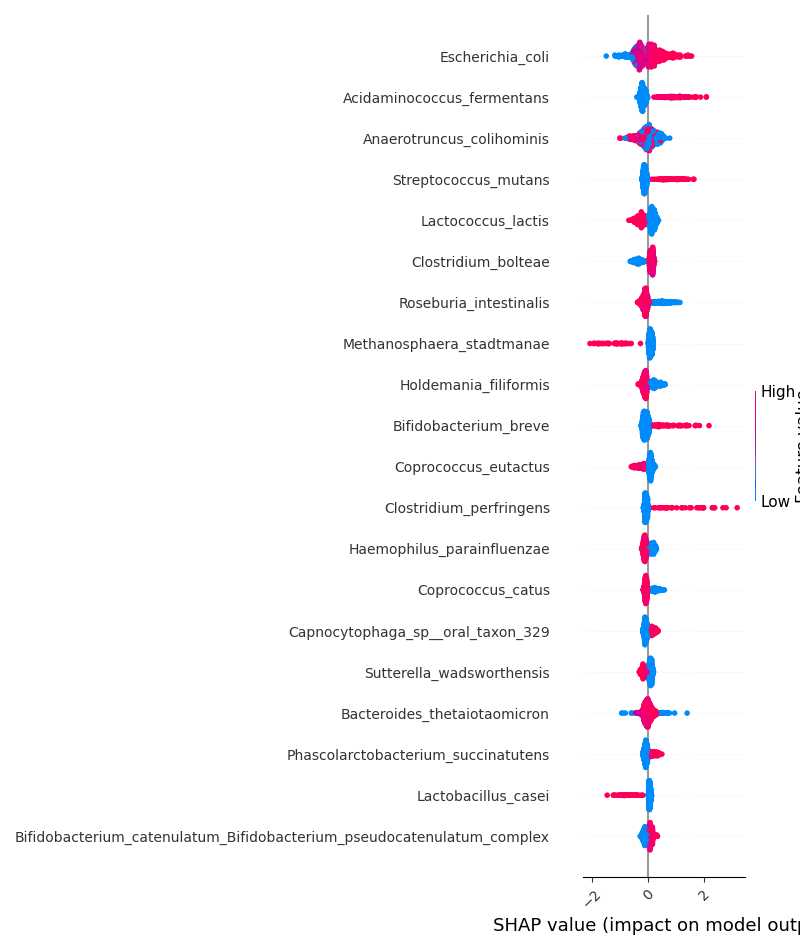 Escherichia_coli
Acidaminococcus_fermentans
Anaerotruncus_colihominis
Streptococcus_mutans
Lactococcus_lactis
Clostridium_bolteae
Roseburia_intestinalis
Methanosphaera_stadtmanae
Holdemania_filiformis
Bifidobacterium_breve
Coprococcus_eutactus
Clostridium_perfringens
Haemophilus_parainfluenzae
Coprococcus_catus
Capnocytophaga_sp__oral_taxon_329
Sutterella_wadsworthensis
Bacteroides_thetaiotaomicron
Phascolarctobacterium_succinatutens
Lactobacillus_casei
Bifidobacterium_catenulatum_Bifidobacterium_pseudocatenulatum_complex
High
Low
−2 0 2
SHAP value (impact on model